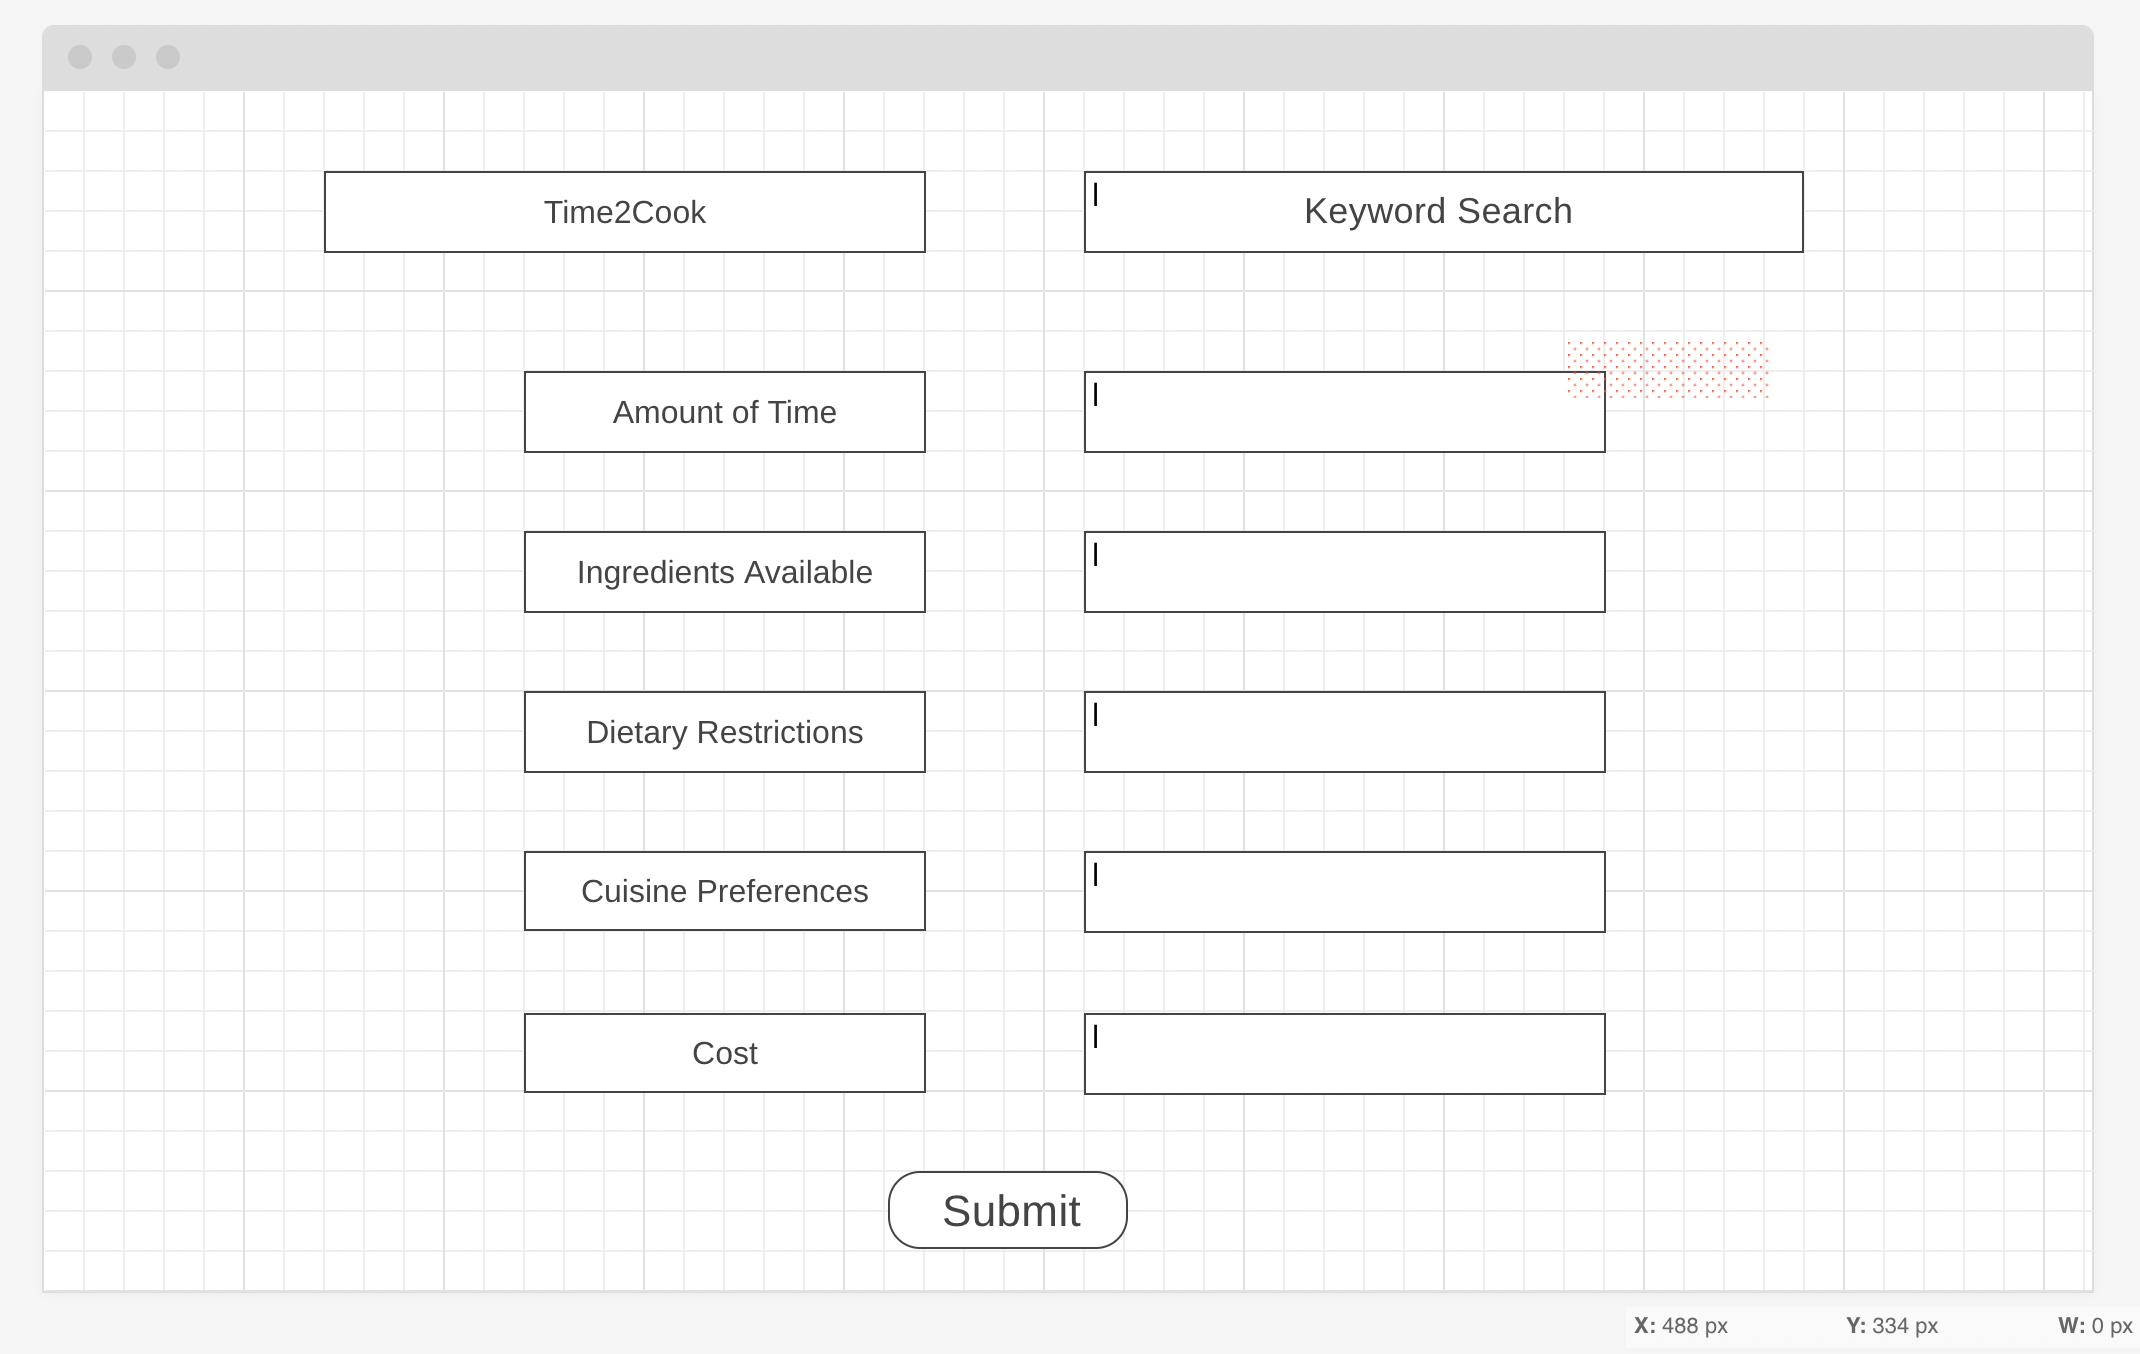 Time2Cook
Keyword Search
Amount of Time
Ingredients Available
Dietary Restrictions
Cuisine Preferences
Cost
Submit
X: 488 px Y: 334 px W: 0 px